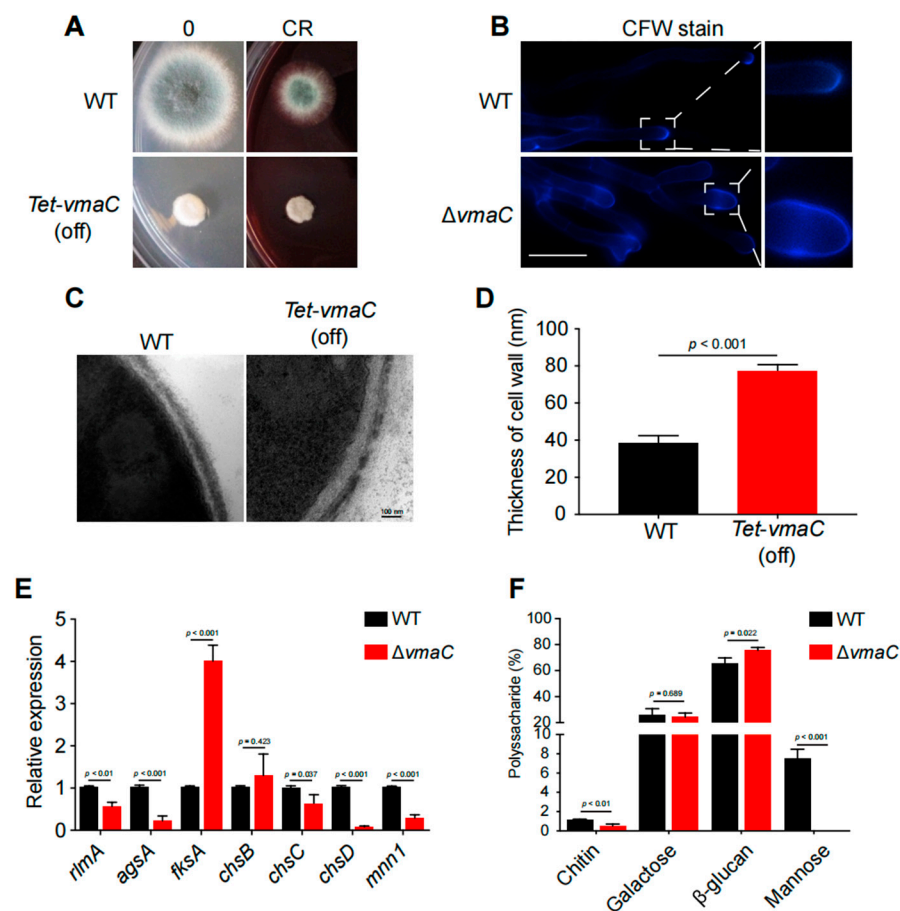 A
0 CR
WT
Tet-vmaC
(off)
B
CFW stain
WT
ΔvmaC
C
WT
Tet-vmaC
(off)
100 nm
D
Thickness of cell wall (nm)
100
80
60
40
20
0
p < 0.001
WT
Tet-vmaC
(off)
E
Relative expression
5
4
3
2
1
0
WT
ΔvmaC
p < 0.01
p < 0.001
p < 0.001
p = 0.423
p = 0.037
p < 0.001
p < 0.001
rlmA
agsA
fksA
chsB
chsC
chsD
mnn1
F
Polyssacharide (%)
100
80
60
40
20
10
8
6
4
2
0
WT
ΔvmaC
p < 0.01
p = 0.689
p = 0.022
p < 0.001
Chitin
Galactose
β-glucan
Mannose